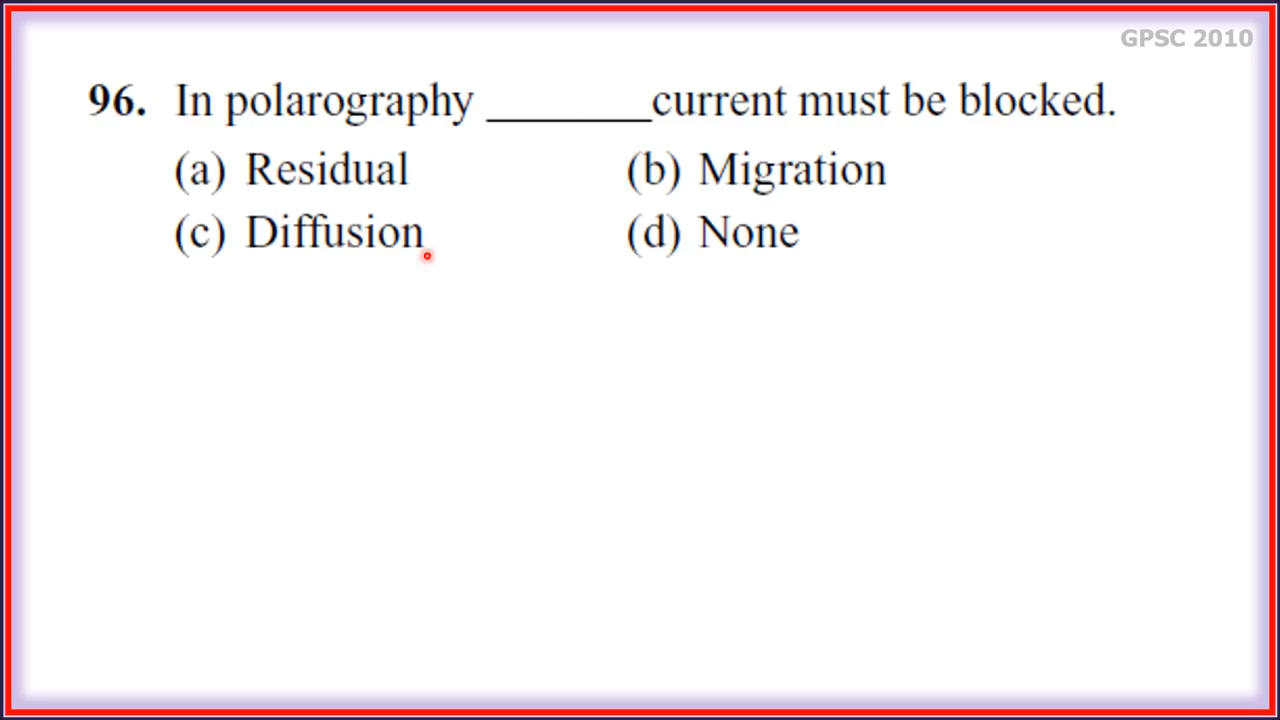 GPSC 2010
96. In polarography ________current must be blocked.
(a) Residual (b) Migration
(c) Diffusion (d) None